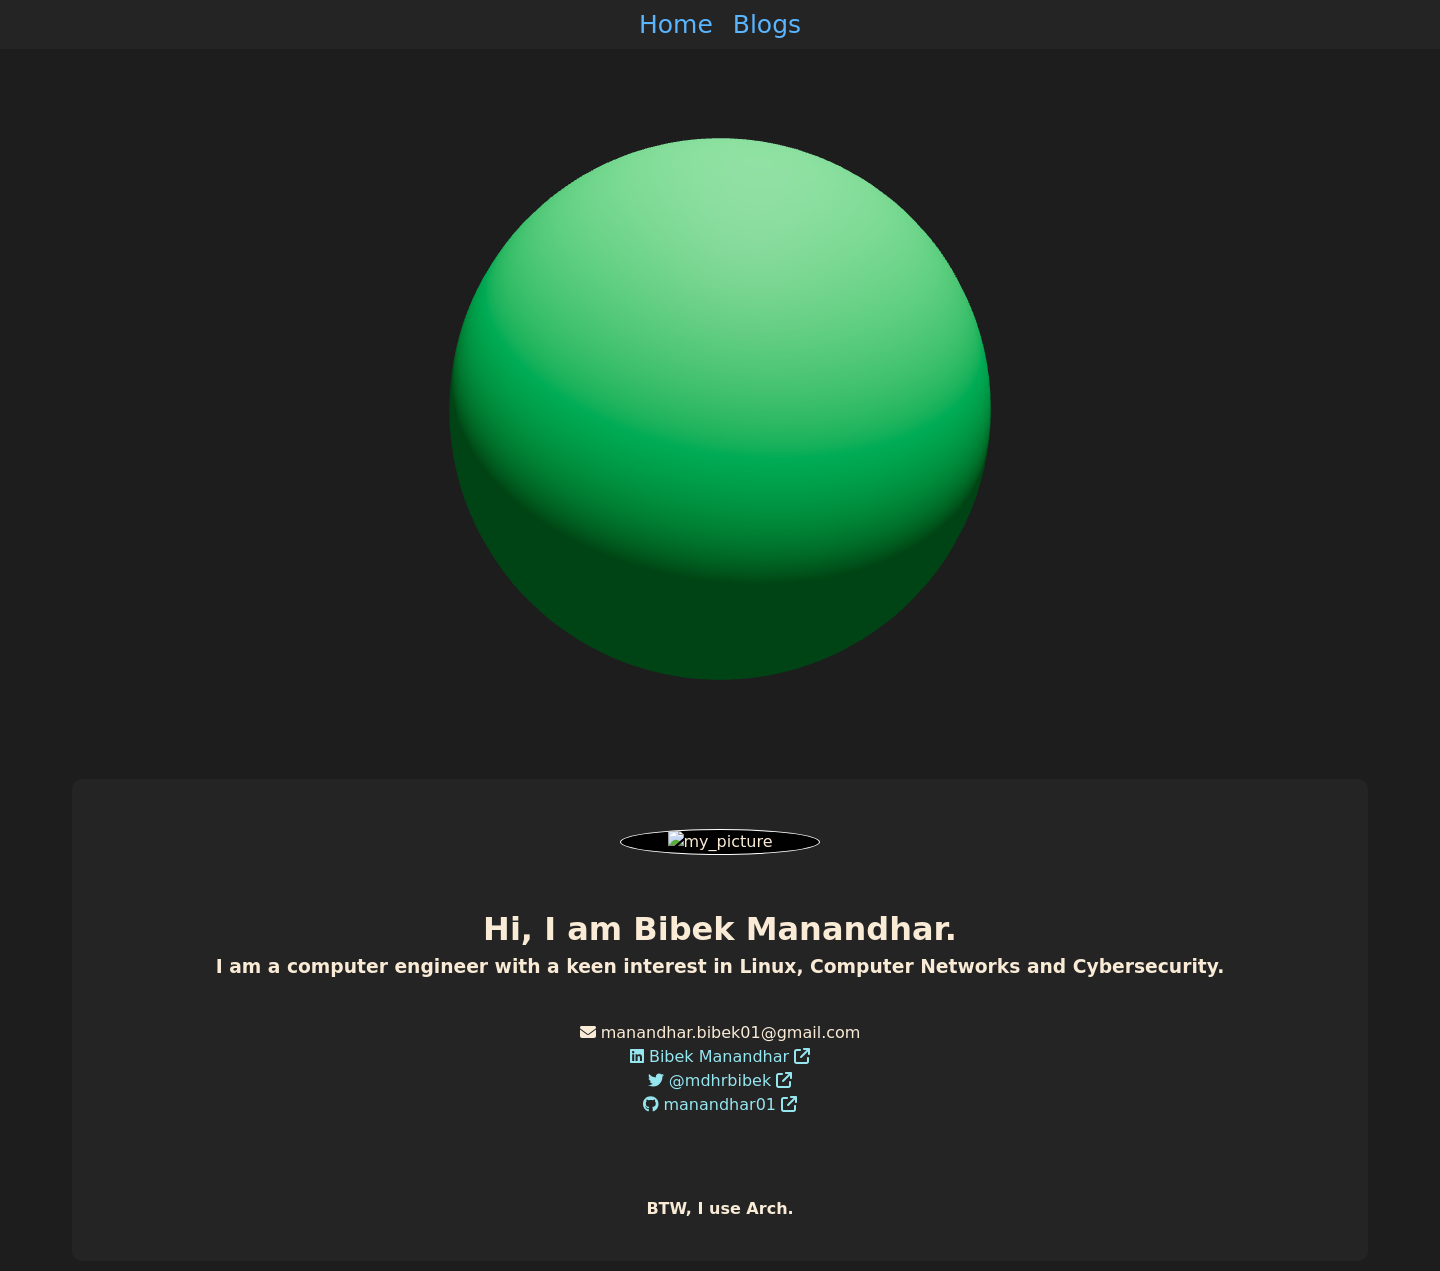 Home Blogs
my_picture
Hi, I am Bibek Manandhar.
I am a computer engineer with a keen interest in Linux, Computer Networks and Cybersecurity.
manandhar.bibek01@gmail.com
Bibek Manandhar
@mdhrbibek
manandhar01
BTW, I use Arch.